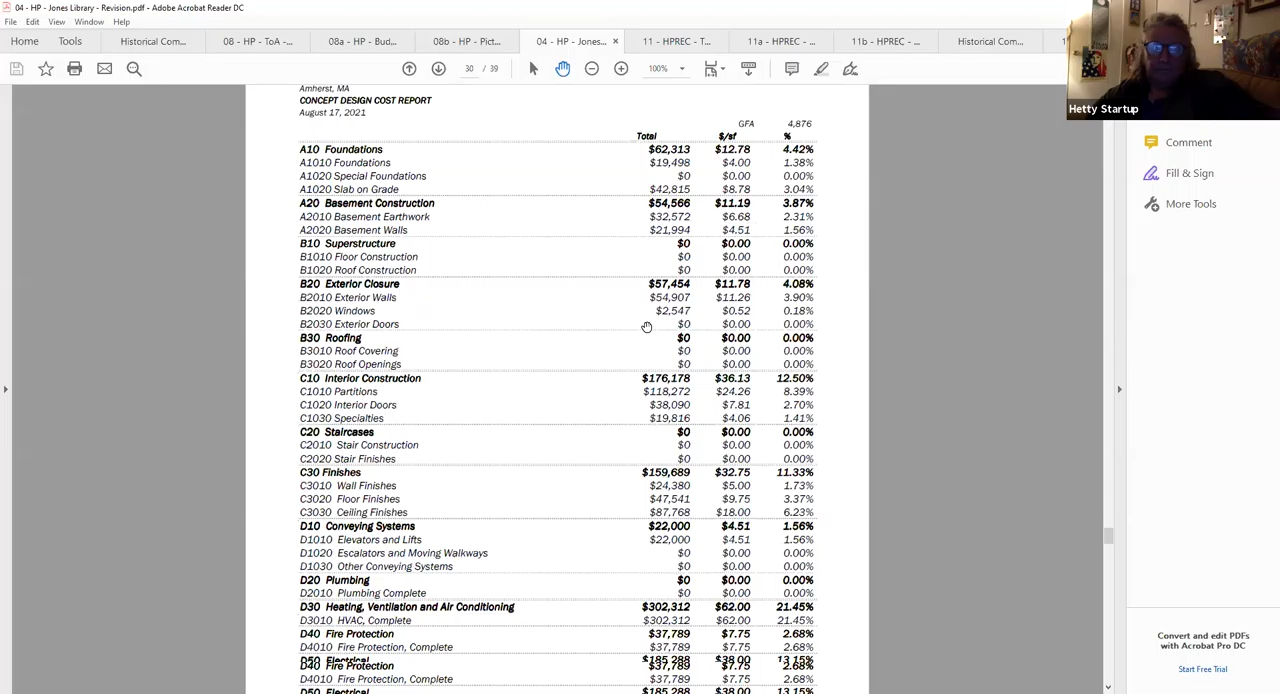 04 - HP - Jones Library - Revision.pdf - Adobe Acrobat Reader DC
File Edit View Window Help
Home Tools Historical Com... 08 - HP - ToA -... 08a - HP - Bud... 08b - HP - Pict... 04 - HP - Jones... × 11 - HPREC - T... 11a - HPREC - ... 11b - HPREC - ... Historical Com...
30 / 39 100%
Hetty Startup
Comment
Fill & Sign
More Tools
Amherst, MA
CONCEPT DESIGN COST REPORT
August 17, 2021
GFA 4,876
Total $/sf %
A10 Foundations $62,313 $12.78 4.42%
A1010 Foundations $19,498 $4.00 1.38%
A1020 Special Foundations $0 $0.00 0.00%
A1020 Slab on Grade $42,815 $8.78 3.04%
A20 Basement Construction $54,566 $11.19 3.87%
A2010 Basement Earthwork $32,572 $6.68 2.31%
A2020 Basement Walls $21,994 $4.51 1.56%
B10 Superstructure $0 $0.00 0.00%
B1010 Floor Construction $0 $0.00 0.00%
B1020 Roof Construction $0 $0.00 0.00%
B20 Exterior Closure $57,454 $11.78 4.08%
B2010 Exterior Walls $54,907 $11.26 3.90%
B2020 Windows $2,547 $0.52 0.18%
B2030 Exterior Doors $0 $0.00 0.00%
B30 Roofing $0 $0.00 0.00%
B3010 Roof Covering $0 $0.00 0.00%
B3020 Roof Openings $0 $0.00 0.00%
C10 Interior Construction $176,178 $36.13 12.50%
C1010 Partitions $118,272 $24.26 8.39%
C1020 Interior Doors $38,090 $7.81 2.70%
C1030 Specialties $19,816 $4.06 1.41%
C20 Staircases $0 $0.00 0.00%
C2010 Stair Construction $0 $0.00 0.00%
C2020 Stair Finishes $0 $0.00 0.00%
C30 Finishes $159,689 $32.75 11.33%
C3010 Wall Finishes $24,380 $5.00 1.73%
C3020 Floor Finishes $47,541 $9.75 3.37%
C3030 Ceiling Finishes $87,768 $18.00 6.23%
D10 Conveying Systems $22,000 $4.51 1.56%
D1010 Elevators and Lifts $22,000 $4.51 1.56%
D1020 Escalators and Moving Walkways $0 $0.00 0.00%
D1030 Other Conveying Systems $0 $0.00 0.00%
D20 Plumbing $0 $0.00 0.00%
D2010 Plumbing Complete $0 $0.00 0.00%
D30 Heating, Ventilation and Air Conditioning $302,312 $62.00 21.45%
D3010 HVAC, Complete $302,312 $62.00 21.45%
D40 Fire Protection $37,789 $7.75 2.68%
D4010 Fire Protection, Complete $37,789 $7.75 2.68%
D50 Electrical $185,288 $38.00 13.15%
D40 Fire Protection $37,789 $7.75 2.68%
D4010 Fire Protection, Complete $37,789 $7.75 2.68%
D50 Electrical $185,288 $38.00 13.15%
Convert and edit PDFs
with Acrobat Pro DC
Start Free Trial